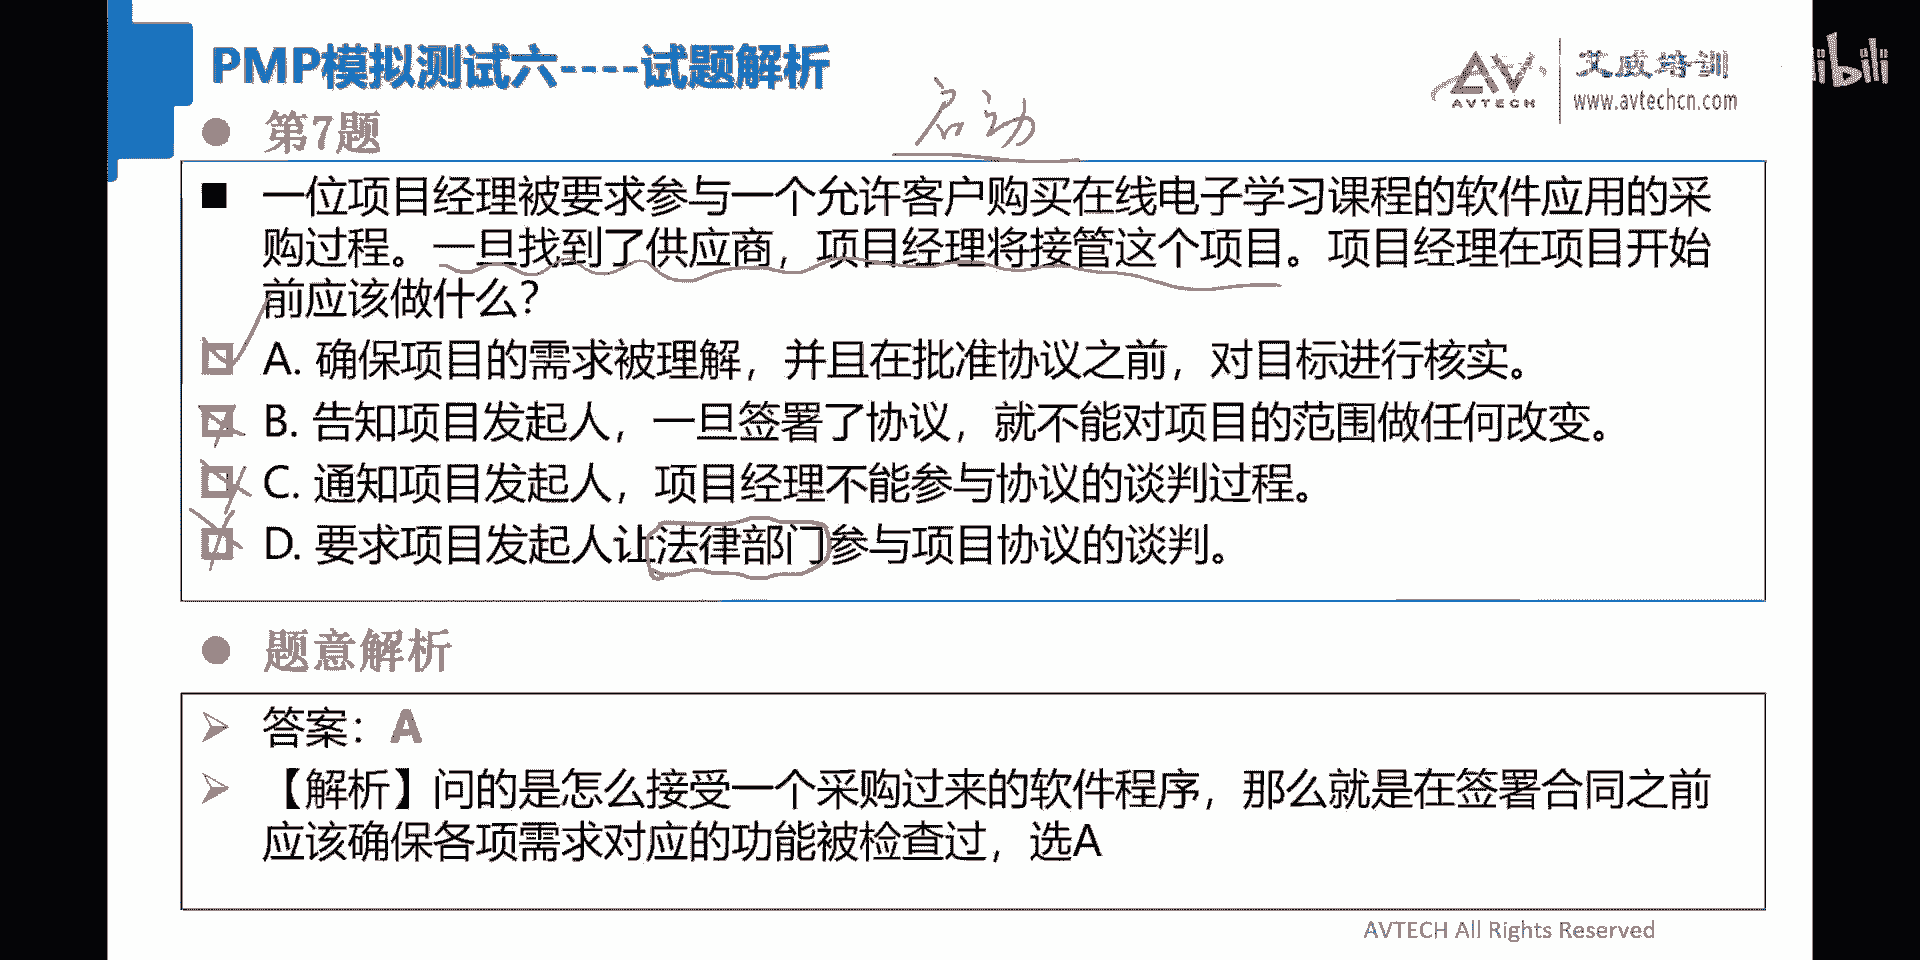 PMP模拟测试六----试题解析
艾威培训
www.avtechcn.com
AVTECH
bili
启动
第7题
一位项目经理被要求参与一个允许客户购买在线电子学习课程的软件应用的采
购过程。一旦找到了供应商，项目经理将接管这个项目。项目经理在项目开始
前应该做什么？
A. 确保项目的需求被理解，并且在批准协议之前，对目标进行核实。
B. 告知项目发起人，一旦签署了协议，就不能对项目的范围做任何改变。
C. 通知项目发起人，项目经理不能参与协议的谈判过程。
D. 要求项目发起人让法律部门参与项目协议的谈判。
题意解析
答案：A
【解析】问的是怎么接受一个采购过来的软件程序，那么就是在签署合同之前
应该确保各项需求对应的功能被检查过，选A
AVTECH All Rights Reserved